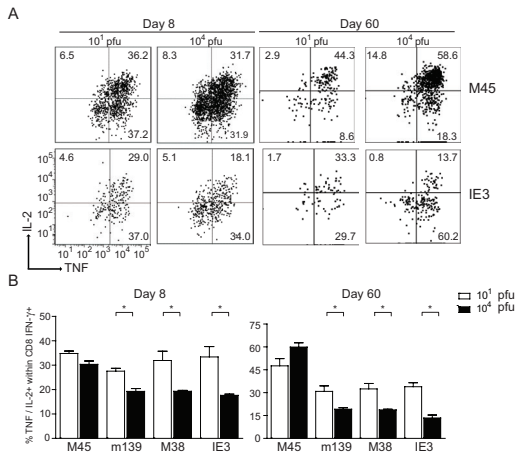 A
Day 8
Day 60
10¹ pfu
10⁴ pfu
10¹ pfu
10⁴ pfu
6.5 36.2
37.2
8.3 31.7
31.9
2.9 44.3
8.6
14.8 58.6
18.3
M45
4.6 29.0
37.0
5.1 18.1
34.0
1.7 33.3
29.7
0.8 13.7
60.2
IE3
10⁵
10⁴
10³
10²
10¹
10¹ 10² 10³ 10⁴ 10⁵
IL-2
TNF
B
Day 8
Day 60
10¹ pfu
10⁴ pfu
% TNF / IL-2+ within CD8 IFN-γ+
50
40
30
20
10
0
* * *
M45 m139 M38 IE3
75
60
45
30
15
0
* * *
M45 m139 M38 IE3